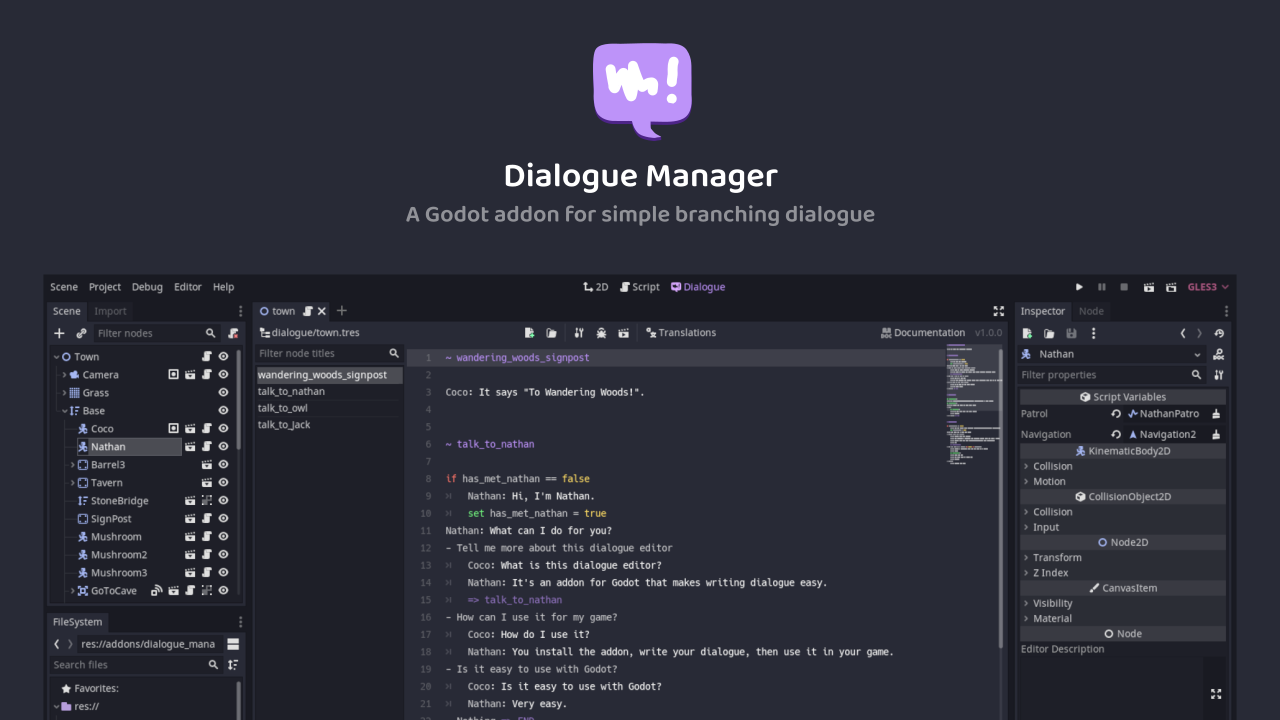 Dialogue Manager
A Godot addon for simple branching dialogue
Scene Project Debug Editor Help
2D Script Dialogue
GLES3
Scene Import
Filter nodes
Town
Camera
Grass
Base
Coco
Nathan
Barrel3
Tavern
StoneBridge
SignPost
Mushroom
Mushroom2
Mushroom3
GoToCave
FileSystem
res://addons/dialogue_mana
Search files
Favorites:
res://
town
dialogue/town.tres
Translations
Documentation v1.0.0
Filter node titles
wandering_woods_signpost
talk_to_nathan
talk_to_owl
talk_to_Jack
1 ~ wandering_woods_signpost
2
3 Coco: It says "To Wandering Woods!".
4
5
6 ~ talk_to_nathan
7
8 if has_met_nathan == false
9 Nathan: Hi, I'm Nathan.
10 set has_met_nathan = true
11 Nathan: What can I do for you?
12 - Tell me more about this dialogue editor
13 Coco: What is this dialogue editor?
14 Nathan: It's an addon for Godot that makes writing dialogue easy.
15 => talk_to_nathan
16 - How can I use it for my game?
17 Coco: How do I use it?
18 Nathan: You install the addon, write your dialogue, then use it in your game.
19 - Is it easy to use with Godot?
20 Coco: Is it easy to use with Godot?
21 Nathan: Very easy.
Inspector Node
Nathan
Filter properties
Script Variables
Patrol NathanPatro
Navigation Navigation2
KinematicBody2D
Collision
Motion
CollisionObject2D
Collision
Input
Node2D
Transform
Z Index
CanvasItem
Visibility
Material
Node
Editor Description